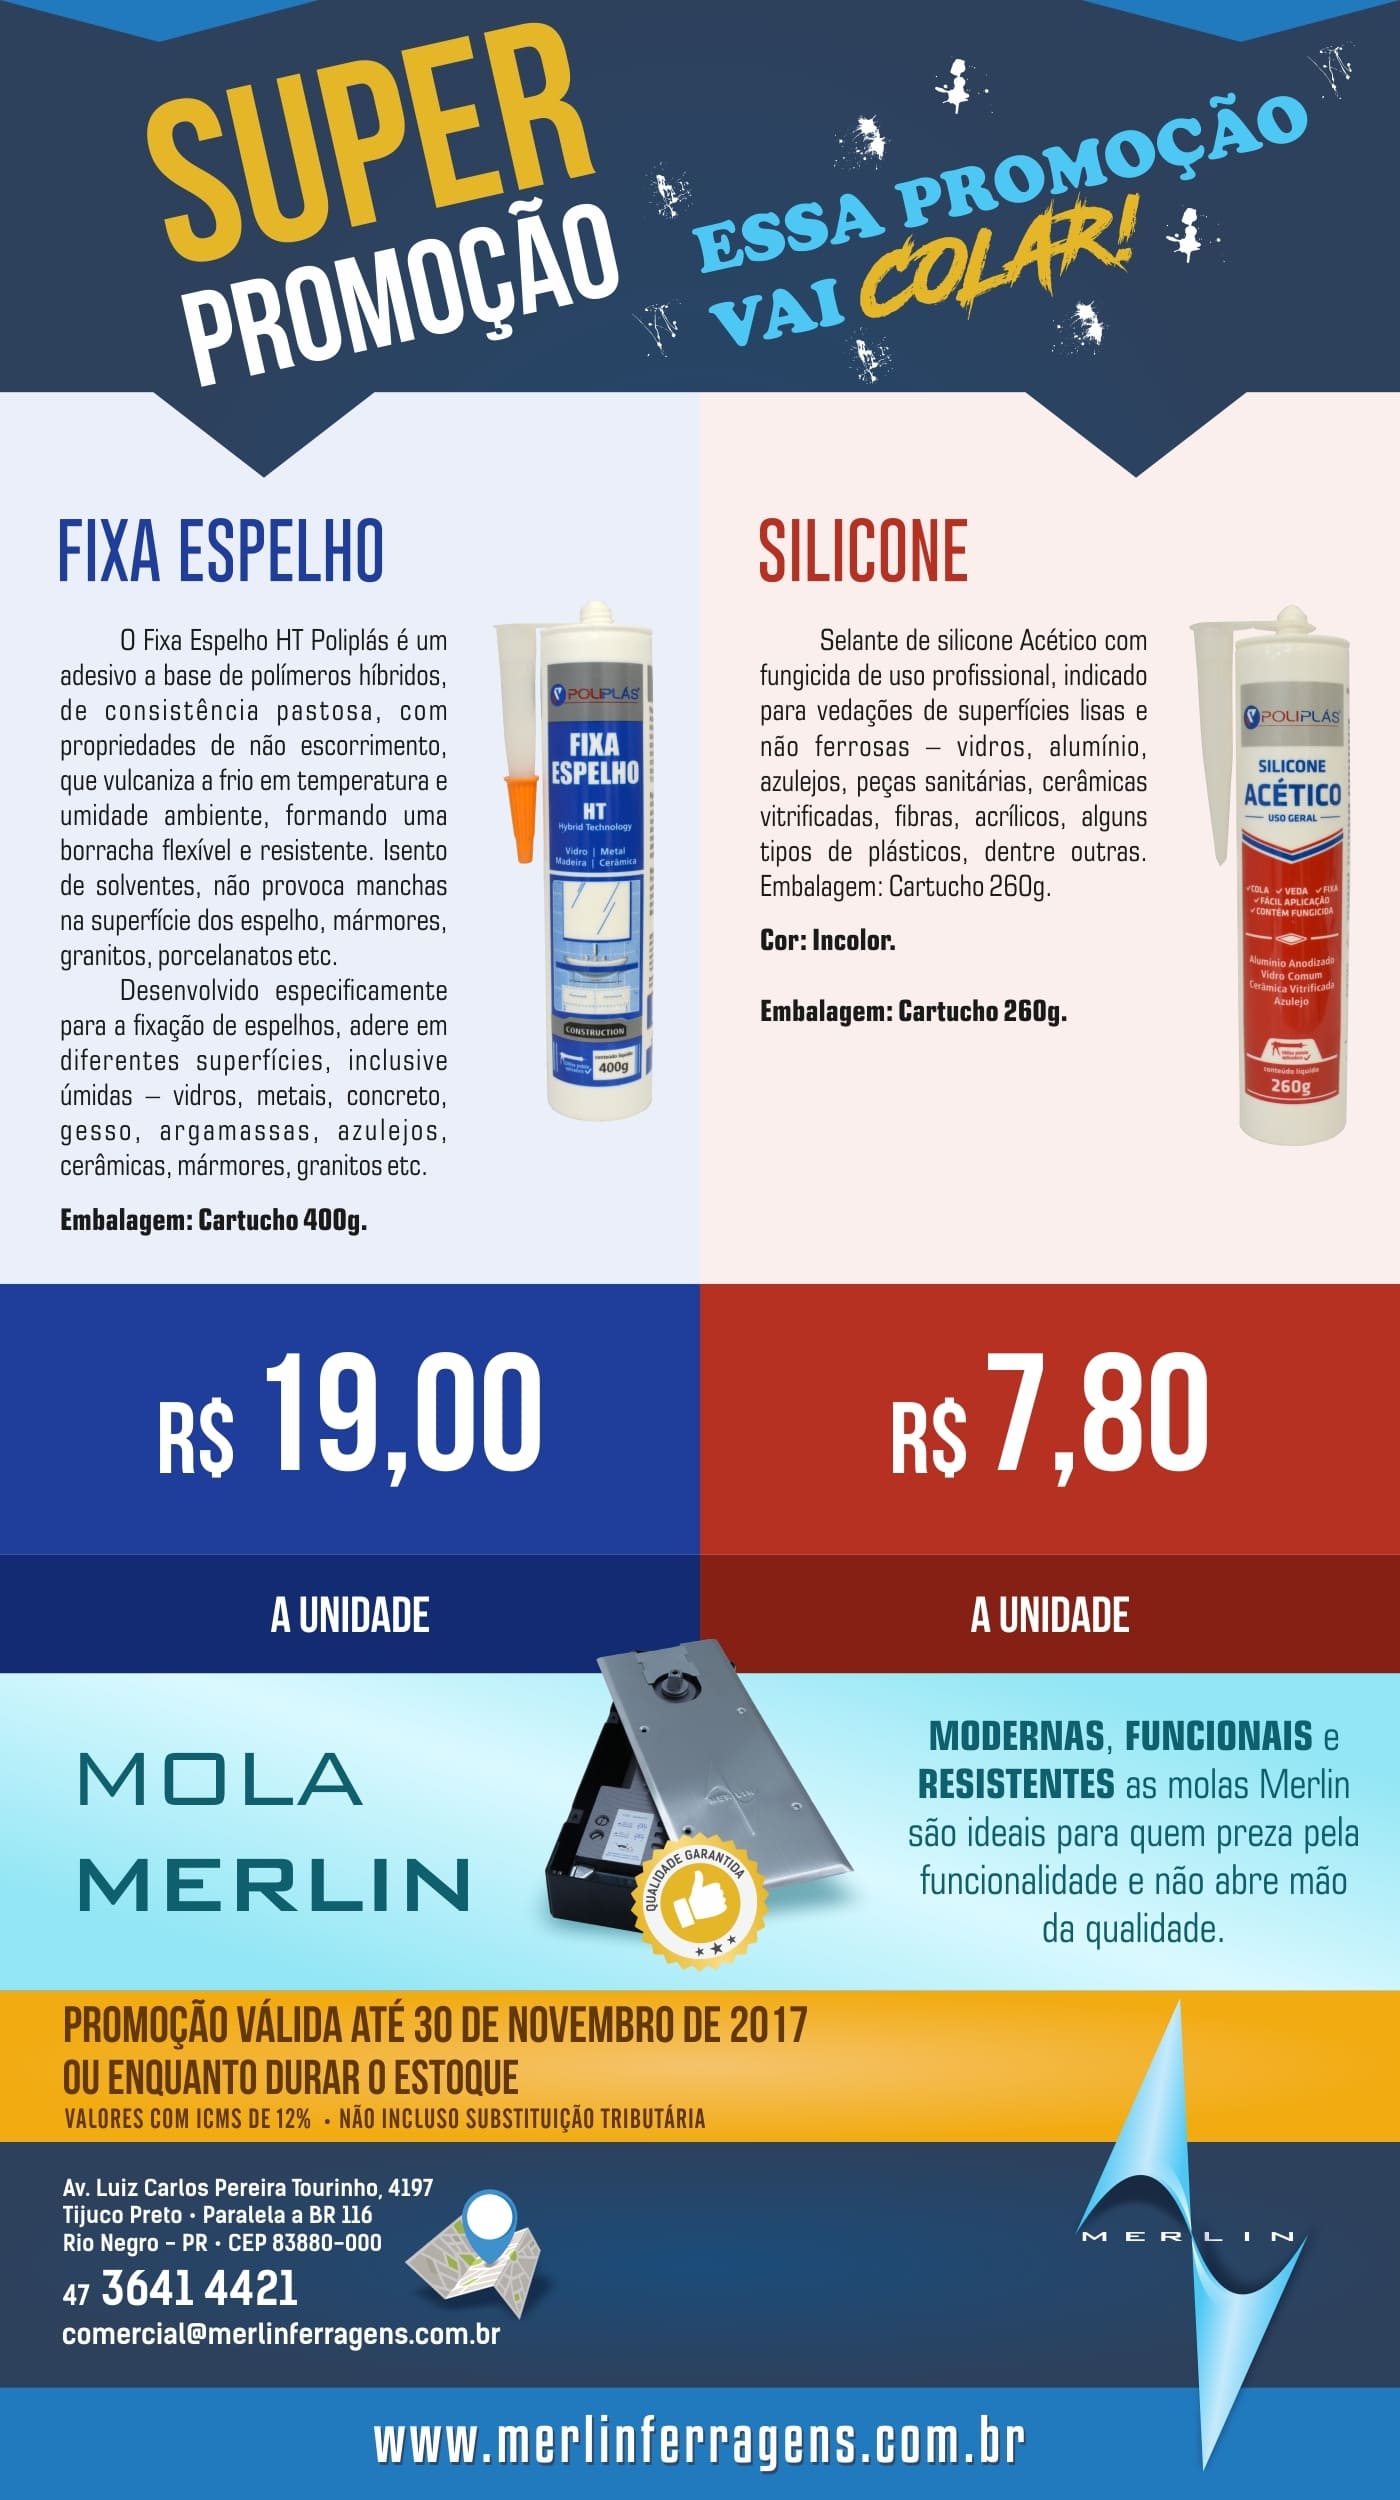 SUPER
PROMOÇÃO
ESSA PROMOÇÃO
VAI COLAR!
FIXA ESPELHO
O Fixa Espelho HT Poliplás é um
adesivo a base de polímeros híbridos,
de consistência pastosa, com
propriedades de não escorrimento,
que vulcaniza a frio em temperatura e
umidade ambiente, formando uma
borracha flexível e resistente. Isento
de solventes, não provoca manchas
na superfície dos espelho, mármores,
granitos, porcelanatos etc.
Desenvolvido especificamente
para a fixação de espelhos, adere em
diferentes superfícies, inclusive
úmidas – vidros, metais, concreto,
gesso, argamassas, azulejos,
cerâmicas, mármores, granitos etc.
Embalagem: Cartucho 400g.
POLIPLÁS
FIXA
ESPELHO
HT
Hybrid Technology
Vidro | Metal
Madeira | Cerâmica
CONSTRUCTION
conteúdo líquido
400g
SILICONE
Selante de silicone Acético com
fungicida de uso profissional, indicado
para vedações de superfícies lisas e
não ferrosas – vidros, alumínio,
azulejos, peças sanitárias, cerâmicas
vitrificadas, fibras, acrílicos, alguns
tipos de plásticos, dentre outras.
Embalagem: Cartucho 260g.
Cor: Incolor.
Embalagem: Cartucho 260g.
POLIPLÁS
SILICONE
ACÉTICO
USO GERAL
✓COLA ✓VEDA ✓FIXA
✓FÁCIL APLICAÇÃO
✓CONTÉM FUNGICIDA
Alumínio Anodizado
Vidro Comum
Cerâmica Vitrificada
Azulejo
conteúdo líquido
260g
R$ 19,00
A UNIDADE
R$ 7,80
A UNIDADE
MOLA
MERLIN
MERLIN
QUALIDADE GARANTIDA
MODERNAS, FUNCIONAIS e
RESISTENTES as molas Merlin
são ideais para quem preza pela
funcionalidade e não abre mão
da qualidade.
PROMOÇÃO VÁLIDA ATÉ 30 DE NOVEMBRO DE 2017
OU ENQUANTO DURAR O ESTOQUE
VALORES COM ICMS DE 12% • NÃO INCLUSO SUBSTITUIÇÃO TRIBUTÁRIA
Av. Luiz Carlos Pereira Tourinho, 4197
Tijuco Preto • Paralela a BR 116
Rio Negro - PR • CEP 83880-000
47 3641 4421
comercial@merlinferragens.com.br
MERLIN
www.merlinferragens.com.br